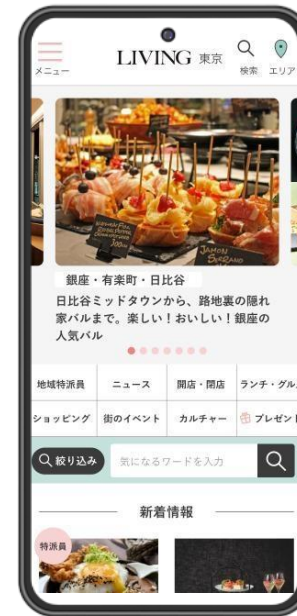 メニュー
LIVING 東京
検索
エリア
JAMON
SERRANO
銀座・有楽町・日比谷
日比谷ミッドタウンから、路地裏の隠れ
家バルまで。楽しい！おいしい！銀座の
人気バル
地域特派員 ニュース 開店・閉店 ランチ・グル
ショッピング 街のイベント カルチャー プレゼント
絞り込み 気になるワードを入力
新着情報
特派員